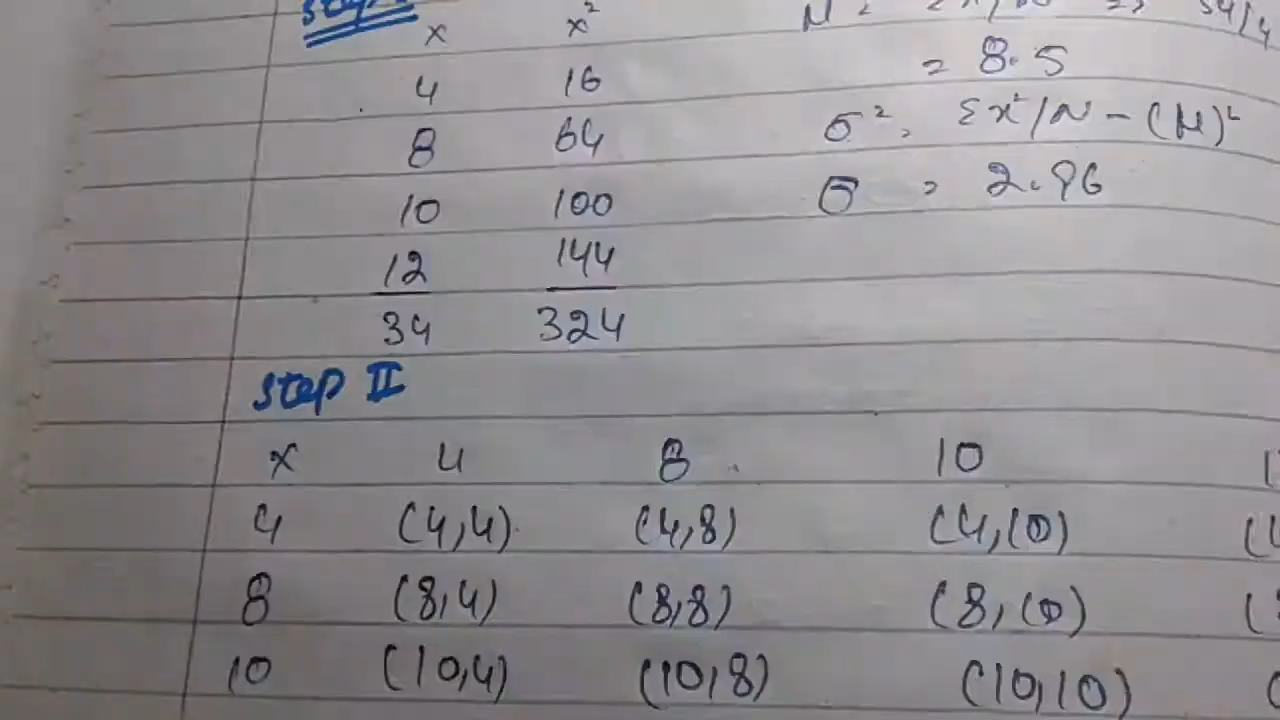 Step
x x²
4 16
8 64
10 100
12 144
34 324
= 8.5
σ², Σx²/N - (M)²
σ = 2.96
Step II
x 4 8 10
4 (4,4) (4,8) (4,10)
8 (8,4) (8,8) (8,10)
10 (10,4) (10,8) (10,10)